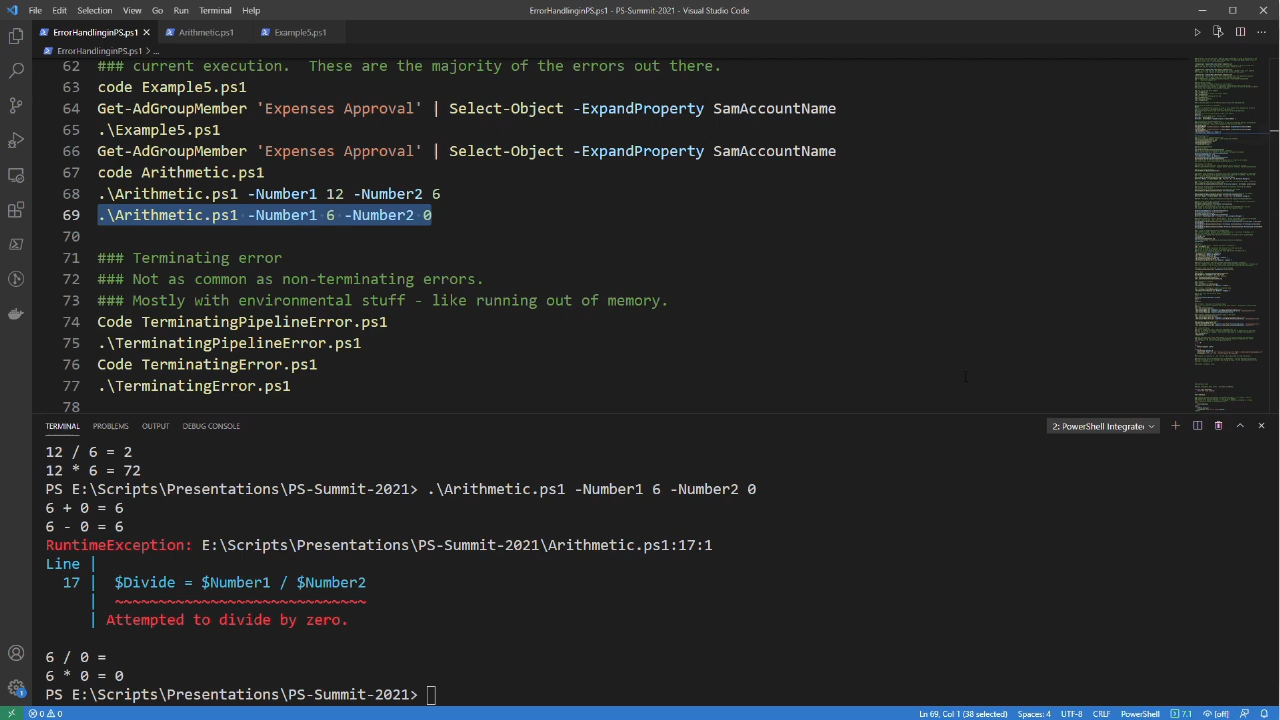 File Edit Selection View Go Run Terminal Help
ErrorHandlinginPS.ps1 - PS-Summit-2021 - Visual Studio Code
ErrorHandlinginPS.ps1 Arithmetic.ps1 Example5.ps1
ErrorHandlinginPS.ps1 > ...
62 ### current execution.  These are the majority of the errors out there.
63 code Example5.ps1
64 Get-AdGroupMember 'Expenses Approval' | Select-Object -ExpandProperty SamAccountName
65 .\Example5.ps1
66 Get-AdGroupMember 'Expenses Approval' | Select-Object -ExpandProperty SamAccountName
67 code Arithmetic.ps1
68 .\Arithmetic.ps1 -Number1 12 -Number2 6
69 .\Arithmetic.ps1 -Number1 6 -Number2 0
70
71 ### Terminating error
72 ### Not as common as non-terminating errors.
73 ### Mostly with environmental stuff - like running out of memory.
74 Code TerminatingPipelineError.ps1
75 .\TerminatingPipelineError.ps1
76 Code TerminatingError.ps1
77 .\TerminatingError.ps1
78
TERMINAL PROBLEMS OUTPUT DEBUG CONSOLE
2: PowerShell Integrate
12 / 6 = 2
12 * 6 = 72
PS E:\Scripts\Presentations\PS-Summit-2021> .\Arithmetic.ps1 -Number1 6 -Number2 0
6 + 0 = 6
6 - 0 = 6
RuntimeException: E:\Scripts\Presentations\PS-Summit-2021\Arithmetic.ps1:17:1
Line |
17 | $Divide = $Number1 / $Number2
| ~~~~~~~~~~~~~~~~~~~~~~~~~~~~~
| Attempted to divide by zero.
6 / 0 =
6 * 0 = 0
PS E:\Scripts\Presentations\PS-Summit-2021>
1
0 0
Ln 69, Col 1 (38 selected) Spaces: 4 UTF-8 CRLF PowerShell 7.1 [off]